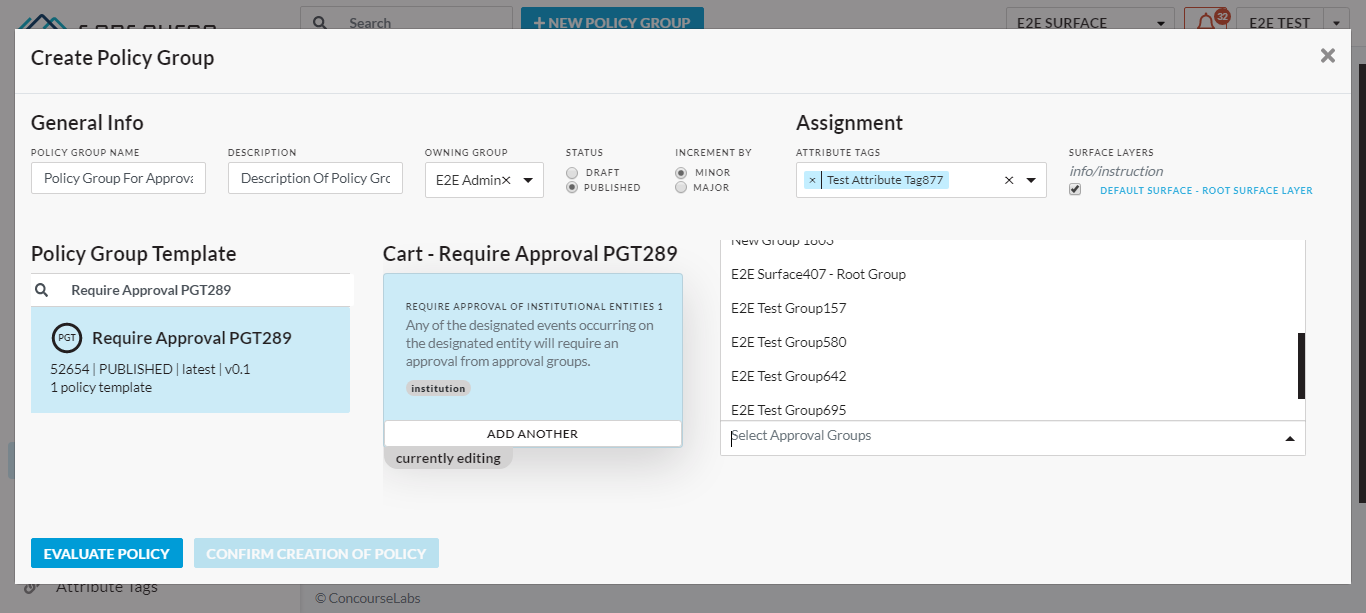 Search
+ NEW POLICY GROUP
E2E SURFACE
32
E2E TEST
Create Policy Group
General Info
Assignment
POLICY GROUP NAME
DESCRIPTION
OWNING GROUP
STATUS
INCREMENT BY
ATTRIBUTE TAGS
SURFACE LAYERS
Policy Group For Approva
Description Of Policy Grc
E2E Admin×
DRAFT
PUBLISHED
MINOR
MAJOR
× Test Attribute Tag877 ×
info/instruction
DEFAULT SURFACE - ROOT SURFACE LAYER
Policy Group Template
Require Approval PGT289
PGT Require Approval PGT289
52654 | PUBLISHED | latest | v0.1
1 policy template
Cart - Require Approval PGT289
REQUIRE APPROVAL OF INSTITUTIONAL ENTITIES 1
Any of the designated events occurring on
the designated entity will require an
approval from approval groups.
institution
ADD ANOTHER
currently editing
New Group 1603
E2E Surface407 - Root Group
E2E Test Group157
E2E Test Group580
E2E Test Group642
E2E Test Group695
Select Approval Groups
EVALUATE POLICY
CONFIRM CREATION OF POLICY
Attribute Tags
© ConcourseLabs